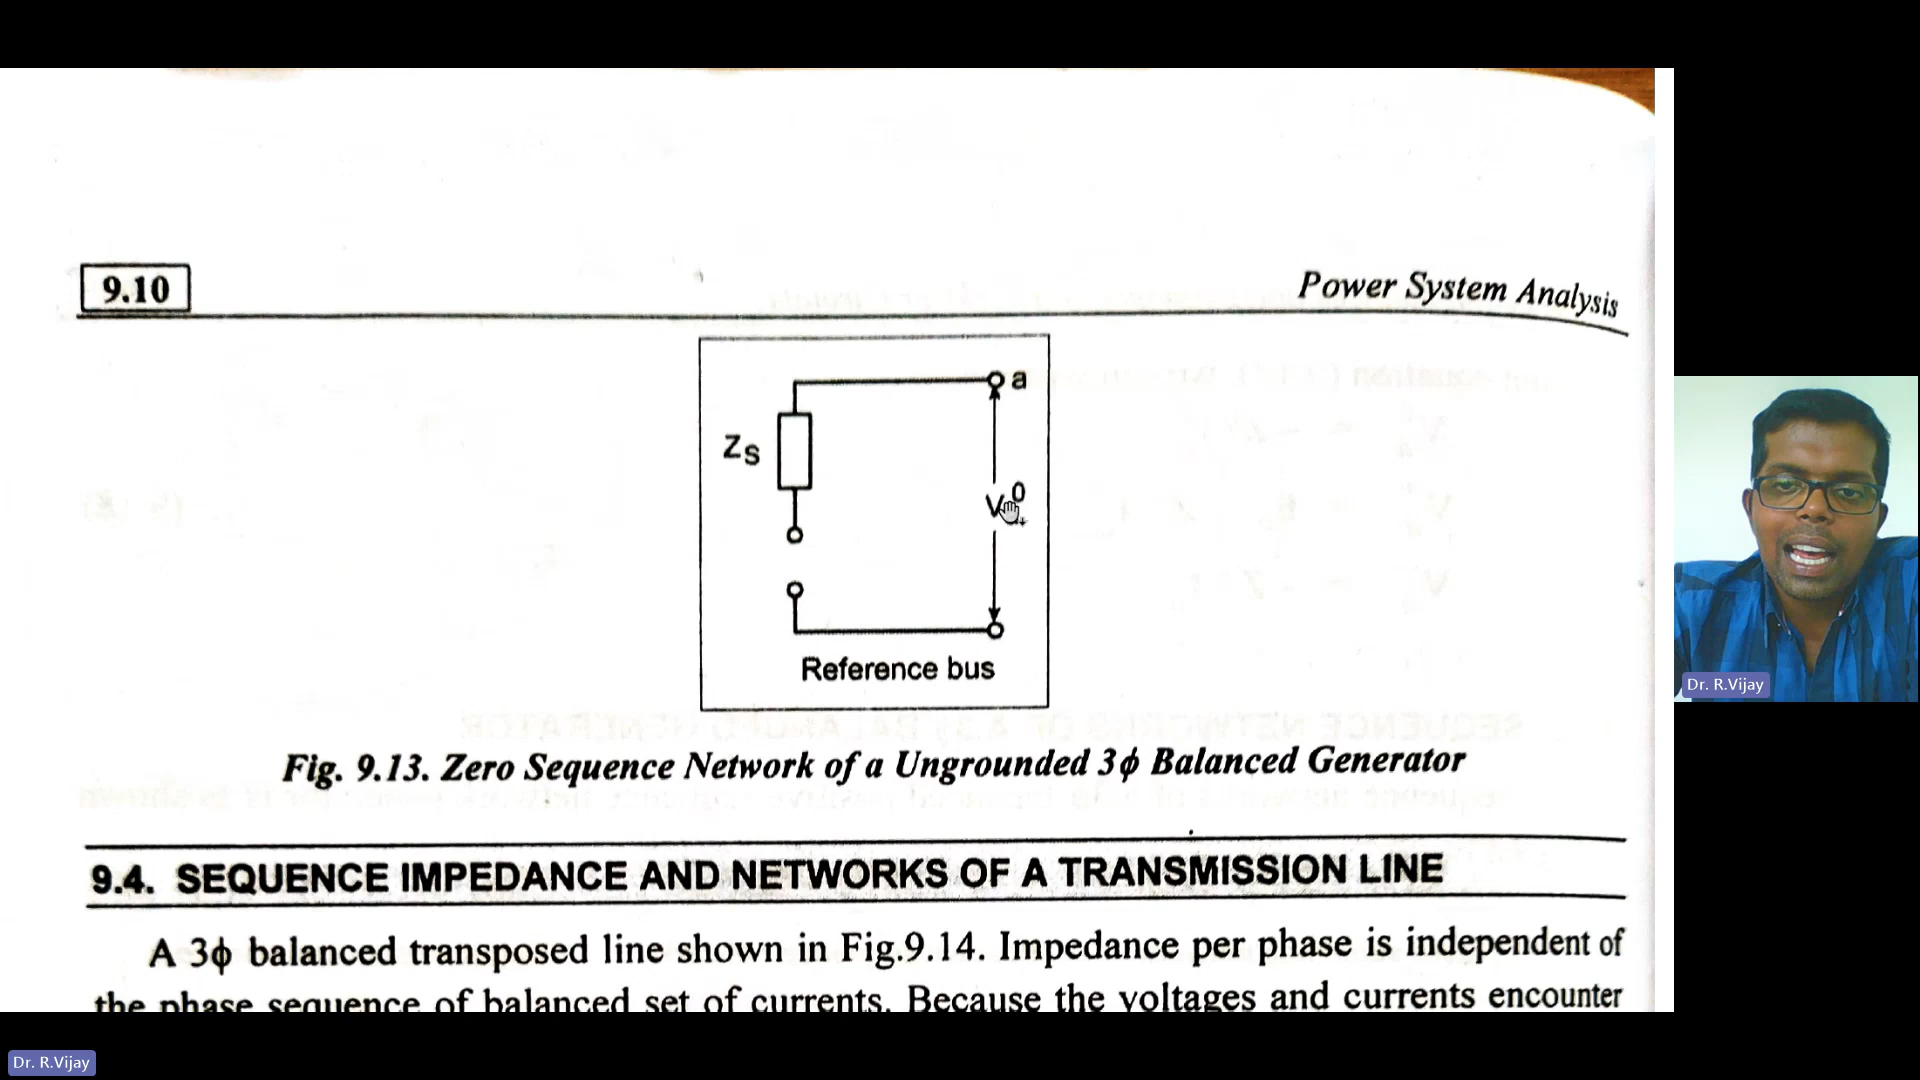 9.10
Power System Analysis
a
Zs
V 0
Reference bus
Fig. 9.13. Zero Sequence Network of a Ungrounded 3ϕ Balanced Generator
9.4. SEQUENCE IMPEDANCE AND NETWORKS OF A TRANSMISSION LINE
A 3ϕ balanced transposed line shown in Fig.9.14. Impedance per phase is independent of
the phase sequence of balanced set of currents. Because the voltages and currents encounter
Dr. R.Vijay
Dr. R.Vijay